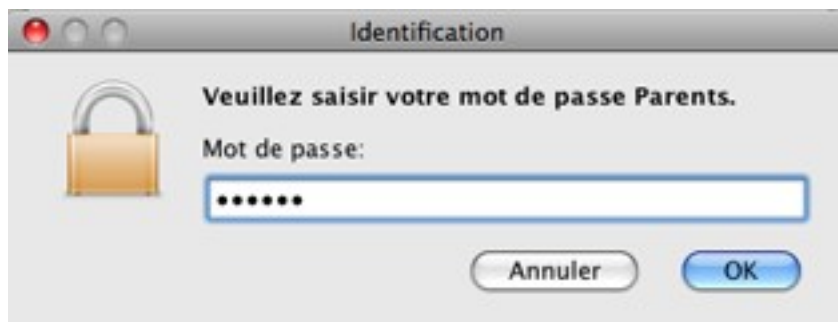 Identification
Veuillez saisir votre mot de passe Parents.
Mot de passe:
••••••
Annuler OK